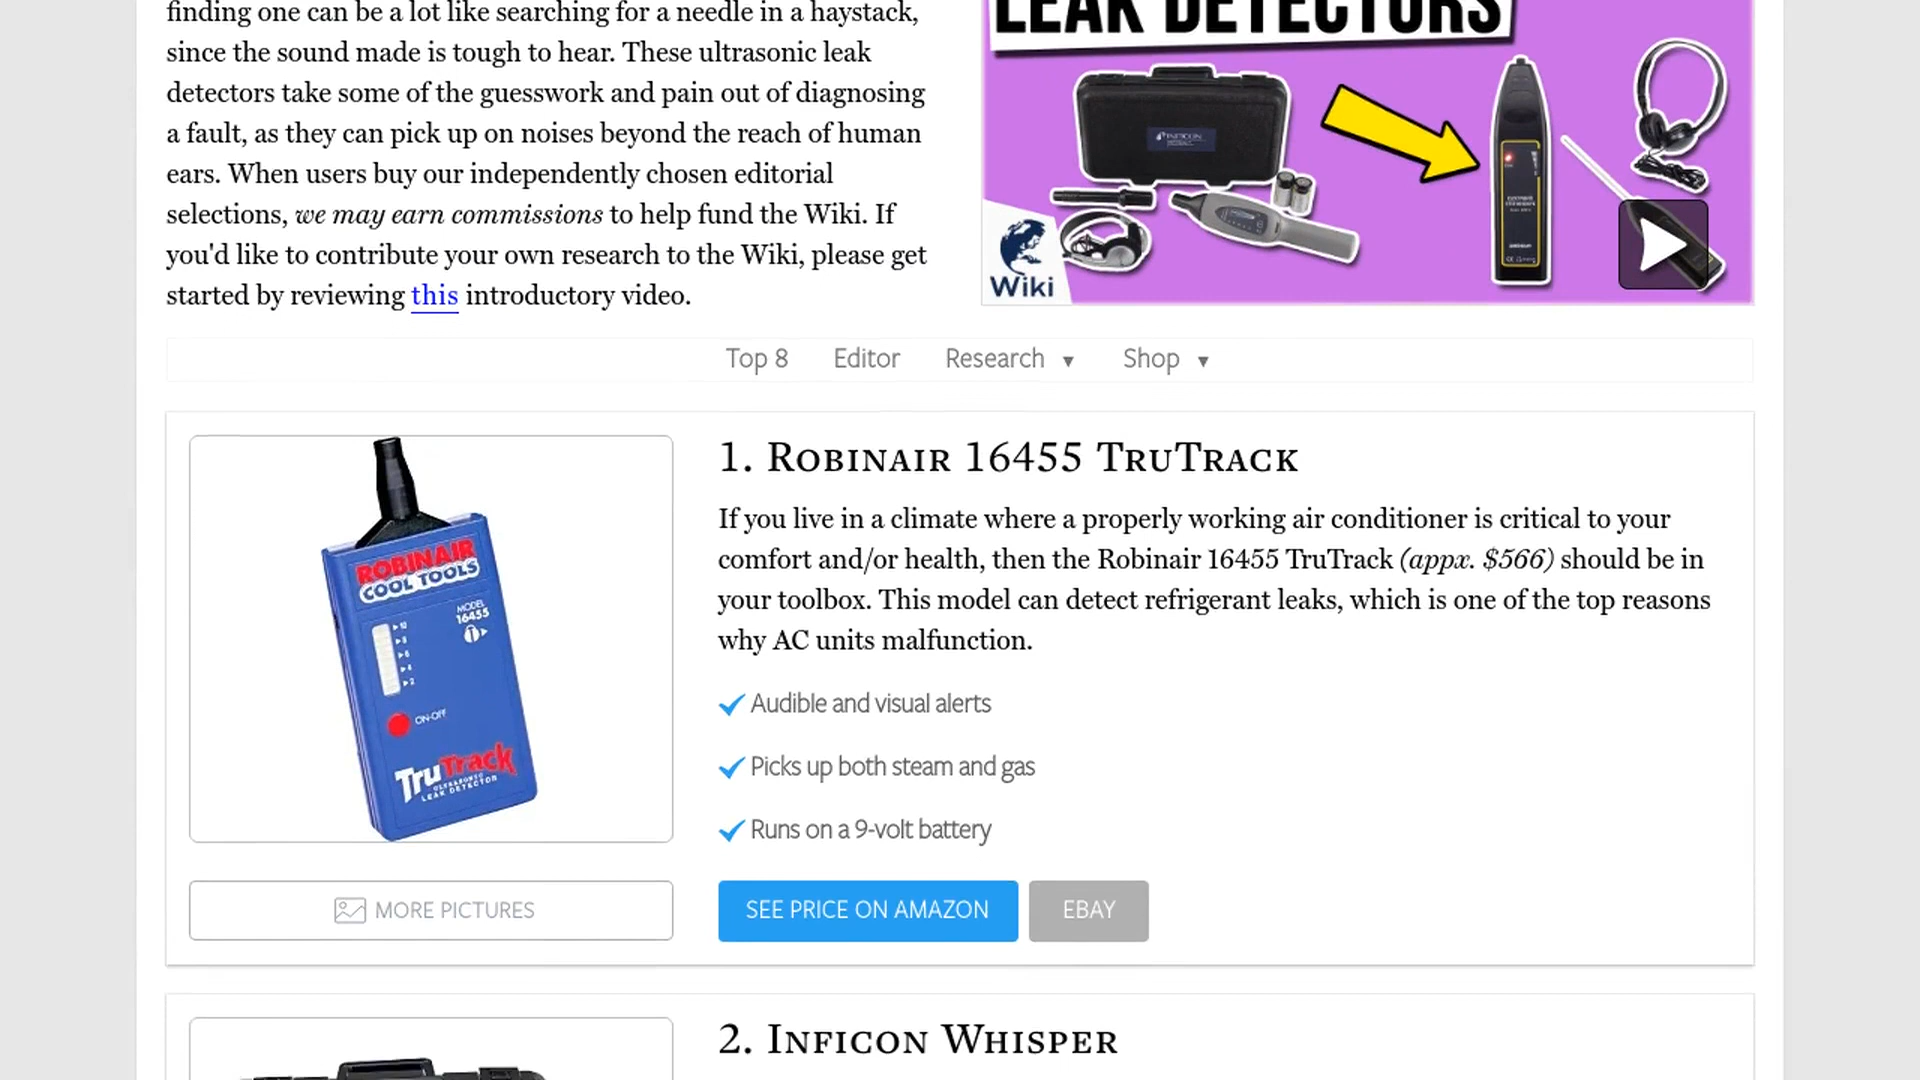 LEAK DETECTORS
finding one can be a lot like searching for a needle in a haystack,
since the sound made is tough to hear. These ultrasonic leak
detectors take some of the guesswork and pain out of diagnosing
a fault, as they can pick up on noises beyond the reach of human
ears. When users buy our independently chosen editorial
selections, we may earn commissions to help fund the Wiki. If
you'd like to contribute your own research to the Wiki, please get
started by reviewing this introductory video.
INFICON
Wiki
Top 8 Editor Research ▼ Shop ▼
1. Robinair 16455 TruTrack
If you live in a climate where a properly working air conditioner is critical to your
comfort and/or health, then the Robinair 16455 TruTrack (appx. $566) should be in
your toolbox. This model can detect refrigerant leaks, which is one of the top reasons
why AC units malfunction.
Audible and visual alerts
Picks up both steam and gas
Runs on a 9-volt battery
ROBINAIR
COOL TOOLS
MODEL
16455
10
8
6
4
2
ON-OFF
TruTrack
ULTRASONIC
LEAK DETECTOR
MORE PICTURES
SEE PRICE ON AMAZON
EBAY
2. Inficon Whisper